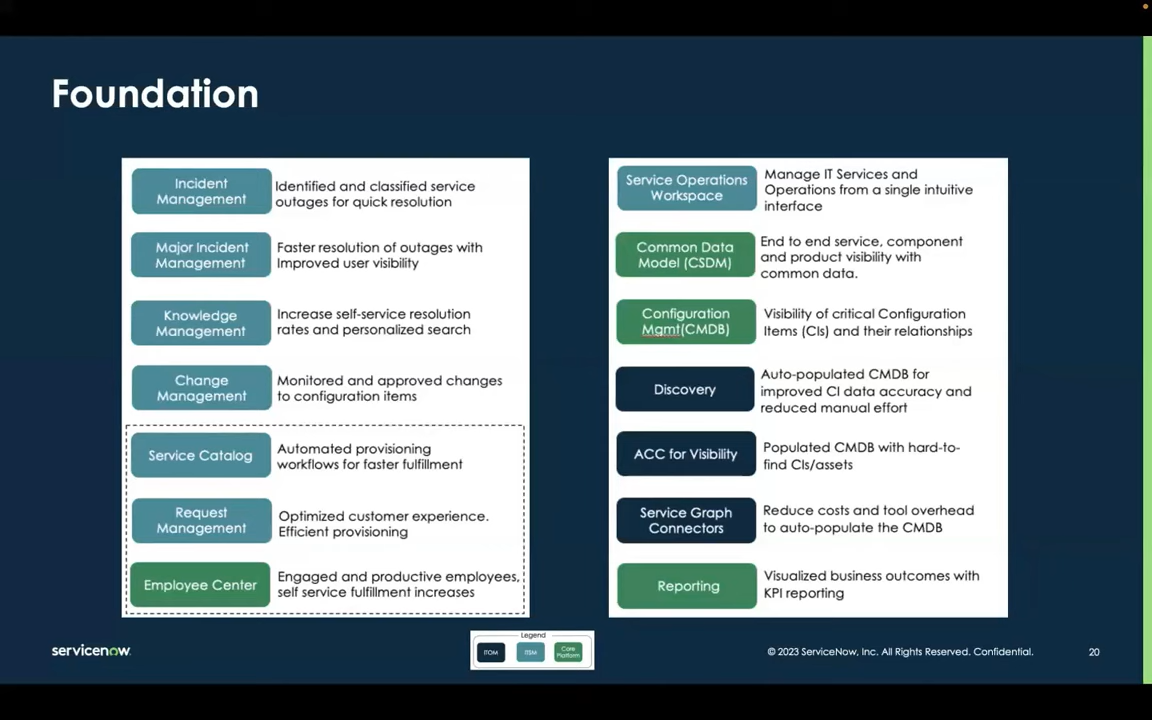 Foundation
Incident
Management
Identified and classified service
outages for quick resolution
Major Incident
Management
Faster resolution of outages with
Improved user visibility
Knowledge
Management
Increase self-service resolution
rates and personalized search
Change
Management
Monitored and approved changes
to configuration items
Service Catalog
Automated provisioning
workflows for faster fulfillment
Request
Management
Optimized customer experience.
Efficient provisioning
Employee Center
Engaged and productive employees,
self service fulfillment increases
Service Operations
Workspace
Manage IT Services and
Operations from a single intuitive
interface
Common Data
Model (CSDM)
End to end service, component
and product visibility with
common data.
Configuration
Mgmt(CMDB)
Visibility of critical Configuration
Items (CIs) and their relationships
Discovery
Auto-populated CMDB for
improved CI data accuracy and
reduced manual effort
ACC for Visibility
Populated CMDB with hard-to-
find CIs/assets
Service Graph
Connectors
Reduce costs and tool overhead
to auto-populate the CMDB
Reporting
Visualized business outcomes with
KPI reporting
Legend
ITOM
ITSM
Core
Platform
servicenow
© 2023 ServiceNow, Inc. All Rights Reserved. Confidential.
20